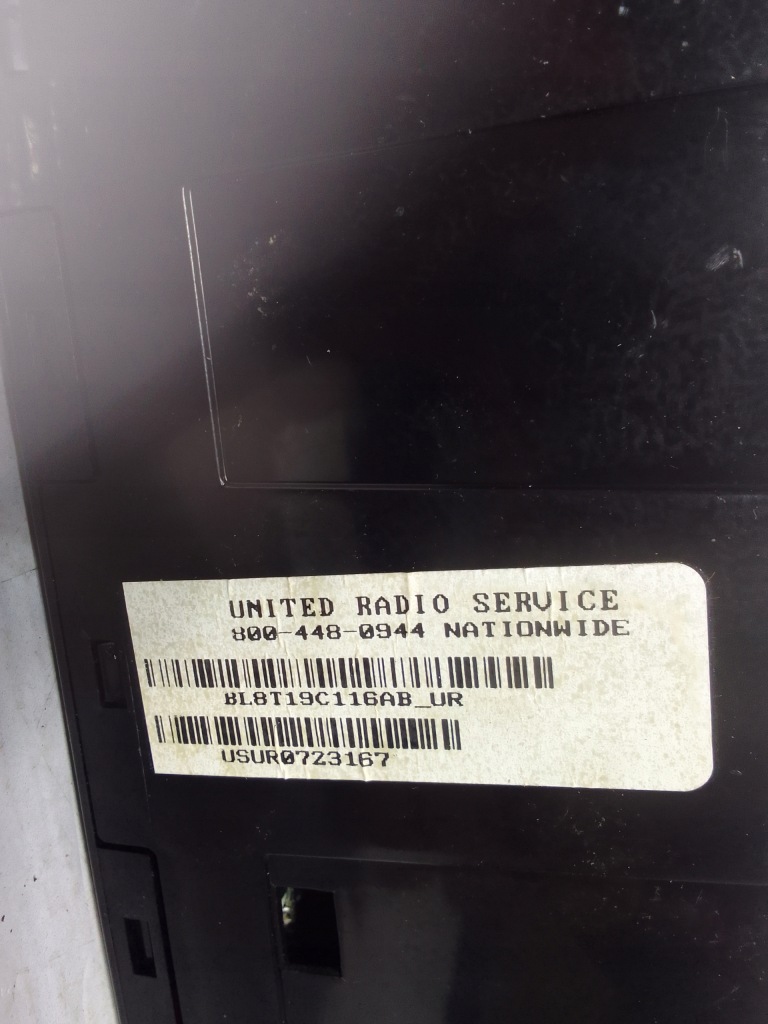 UNITED RADIO SERVICE
800-448-0944 NATIONWIDE
BL8T19C116AB_UR
USUR0723167